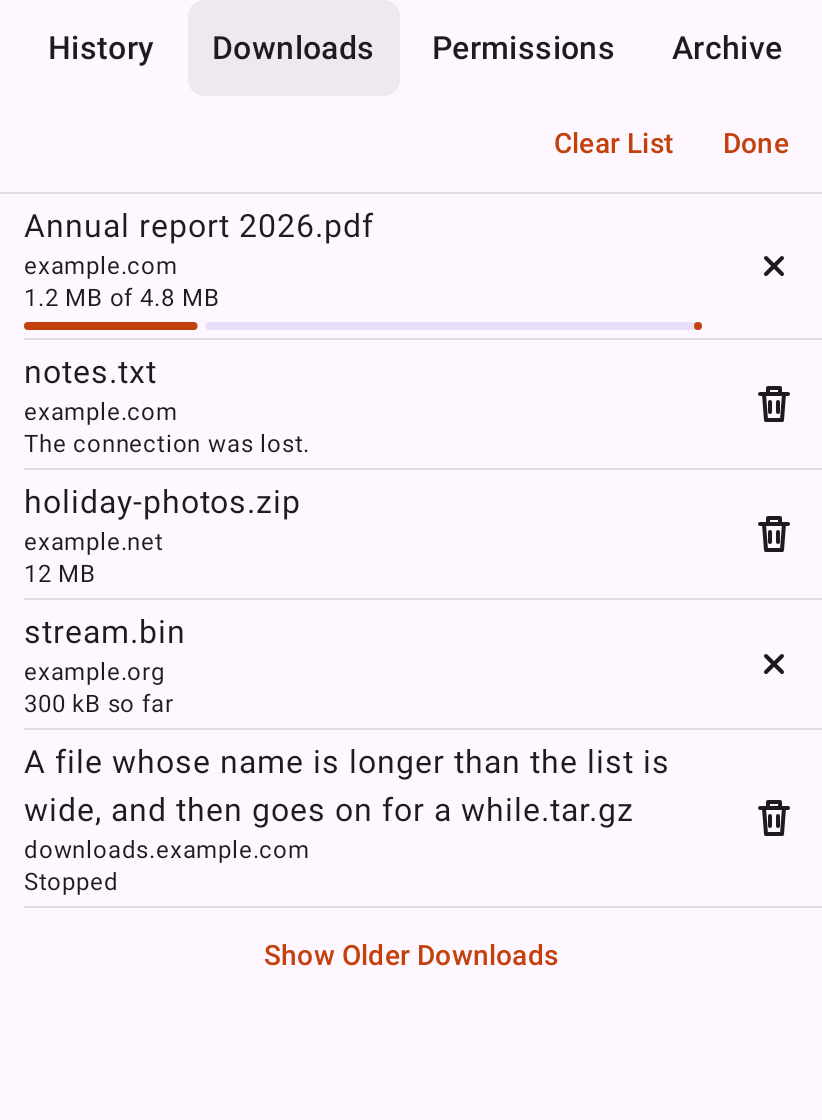 History Downloads Permissions Archive
Clear List Done
Annual report 2026.pdf
example.com
1.2 MB of 4.8 MB
notes.txt
example.com
The connection was lost.
holiday-photos.zip
example.net
12 MB
stream.bin
example.org
300 kB so far
A file whose name is longer than the list is
wide, and then goes on for a while.tar.gz
downloads.example.com
Stopped
Show Older Downloads